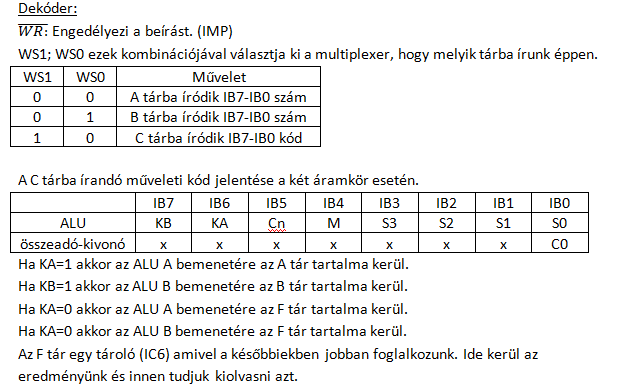 Dekóder:
WR: Engedélyezi a beírást. (IMP)
WS1; WS0 ezek kombinációjával választja ki a multiplexer, hogy melyik tárba írunk éppen.
WS1 WS0 Művelet
0 0 A tárba íródik IB7-IB0 szám
0 1 B tárba íródik IB7-IB0 szám
1 0 C tárba íródik IB7-IB0 kód
A C tárba írandó műveleti kód jelentése a két áramkör esetén.
IB7 IB6 IB5 IB4 IB3 IB2 IB1 IB0
ALU KB KA Cn M S3 S2 S1 S0
összeadó-kivonó x x x x x x x C0
Ha KA=1 akkor az ALU A bemenetére az A tár tartalma kerül.
Ha KB=1 akkor az ALU B bemenetére az B tár tartalma kerül.
Ha KA=0 akkor az ALU A bemenetére az F tár tartalma kerül.
Ha KA=0 akkor az ALU B bemenetére az F tár tartalma kerül.
Az F tár egy tároló (IC6) amivel a későbbiekben jobban foglalkozunk. Ide kerül az
eredményünk és innen tudjuk kiolvasni azt.